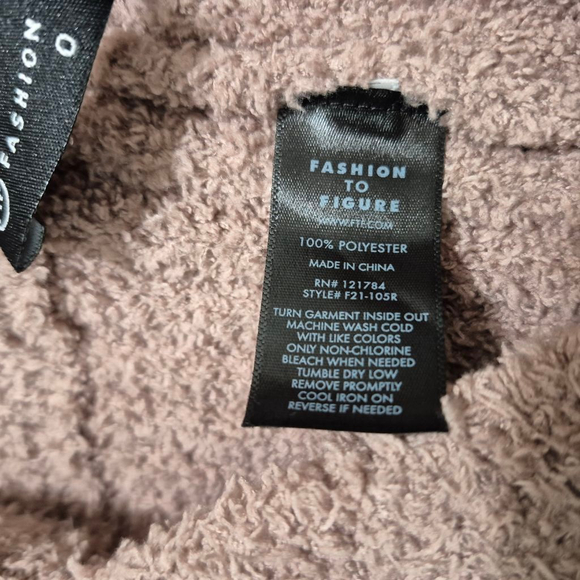 FASHION
0
FASHION
TO
FIGURE
WWW.FTF.COM
100% POLYESTER
MADE IN CHINA
RN# 121784
STYLE# F21-105R
TURN GARMENT INSIDE OUT
MACHINE WASH COLD
WITH LIKE COLORS
ONLY NON-CHLORINE
BLEACH WHEN NEEDED
TUMBLE DRY LOW
REMOVE PROMPTLY
COOL IRON ON
REVERSE IF NEEDED